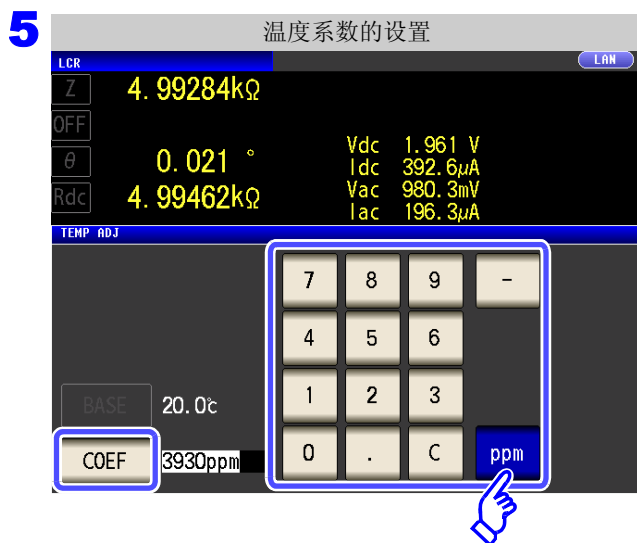 5
温度系数的设置
LCR LAN
Z 4.99284kΩ
OFF
θ 0.021 °
Rdc 4.99462kΩ
Vdc 1.961 V
Idc 392.6μA
Vac 980.3mV
Iac 196.3μA
TEMP ADJ
7 8 9 -
4 5 6
1 2 3
0 . C ppm
BASE 20.0℃
COEF 3930ppm